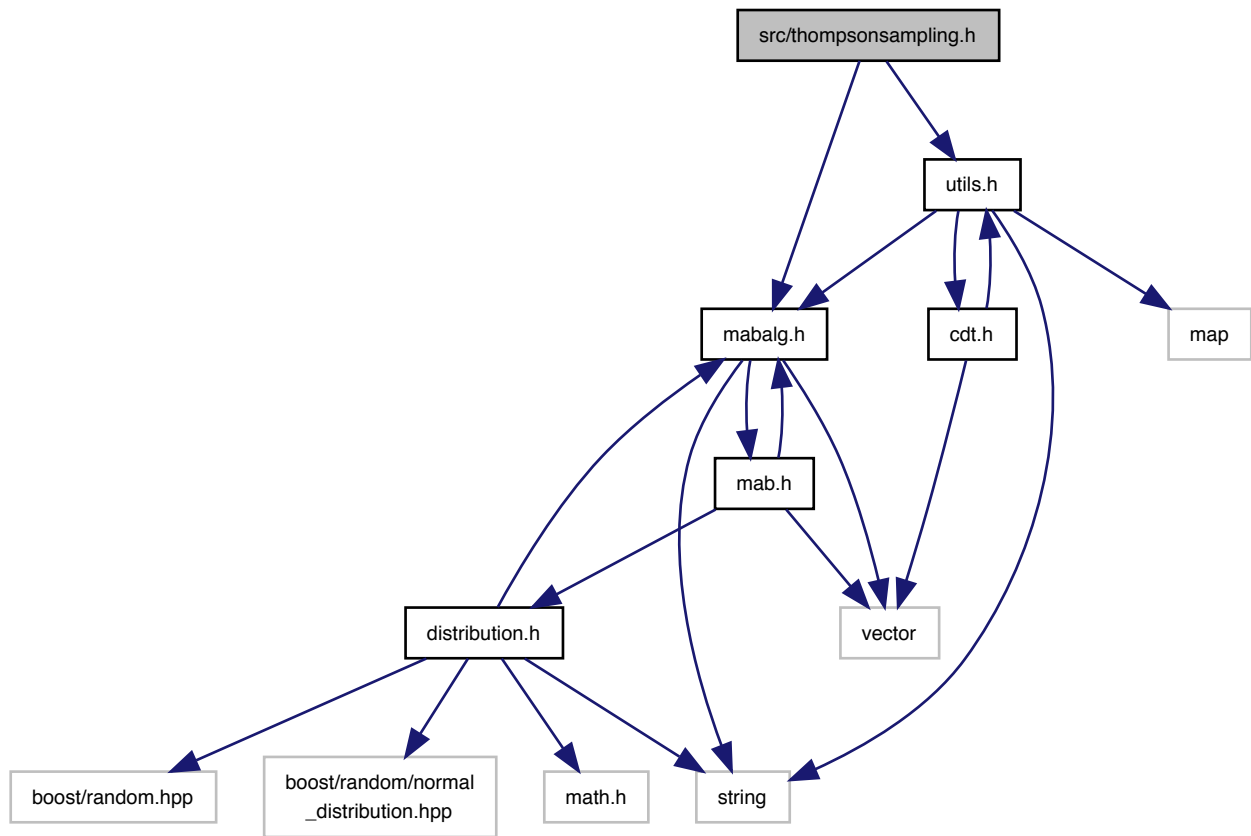 src/thompsonsampling.h
utils.h
mabalg.h
cdt.h
map
mab.h
distribution.h
vector
boost/random.hpp
boost/random/normal
_distribution.hpp
math.h
string